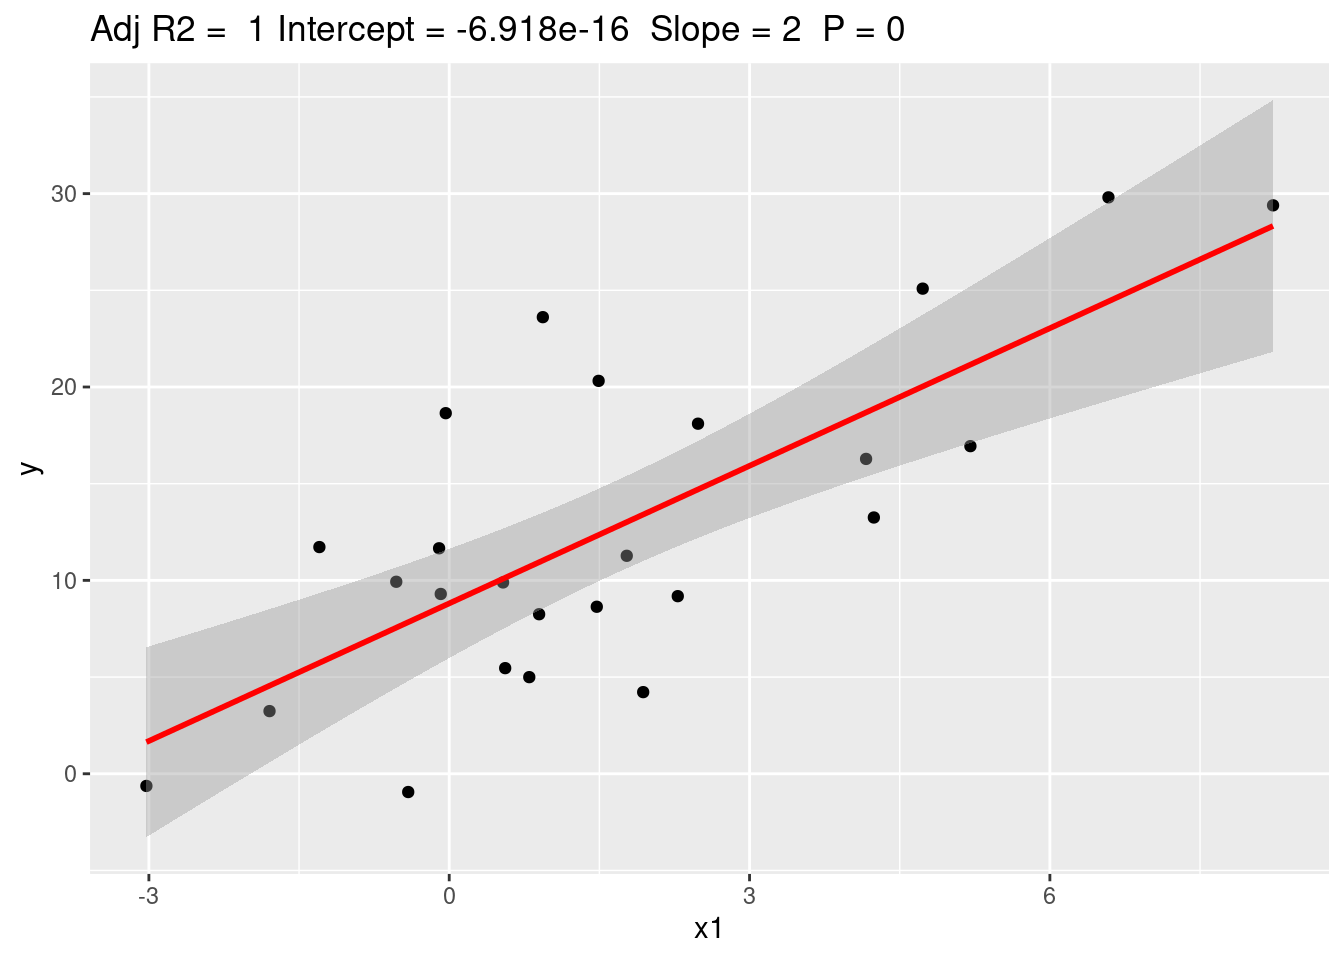 Adj R2 =  1 Intercept = -6.918e-16  Slope = 2  P = 0
30
20
10
0
y
-3
0
3
6
x1